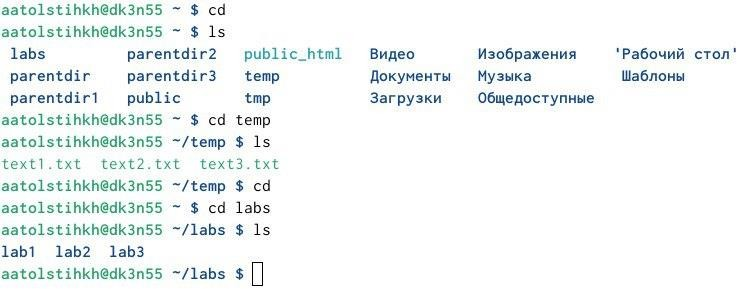 aatolstihkh@dk3n55 ~ $ cd
aatolstihkh@dk3n55 ~ $ ls
labs parentdir2 public_html Видео Изображения 'Рабочий стол'
parentdir parentdir3 temp Документы Музыка Шаблоны
parentdir1 public tmp Загрузки Общедоступные
aatolstihkh@dk3n55 ~ $ cd temp
aatolstihkh@dk3n55 ~/temp $ ls
text1.txt text2.txt text3.txt
aatolstihkh@dk3n55 ~/temp $ cd
aatolstihkh@dk3n55 ~ $ cd labs
aatolstihkh@dk3n55 ~/labs $ ls
lab1 lab2 lab3
aatolstihkh@dk3n55 ~/labs $